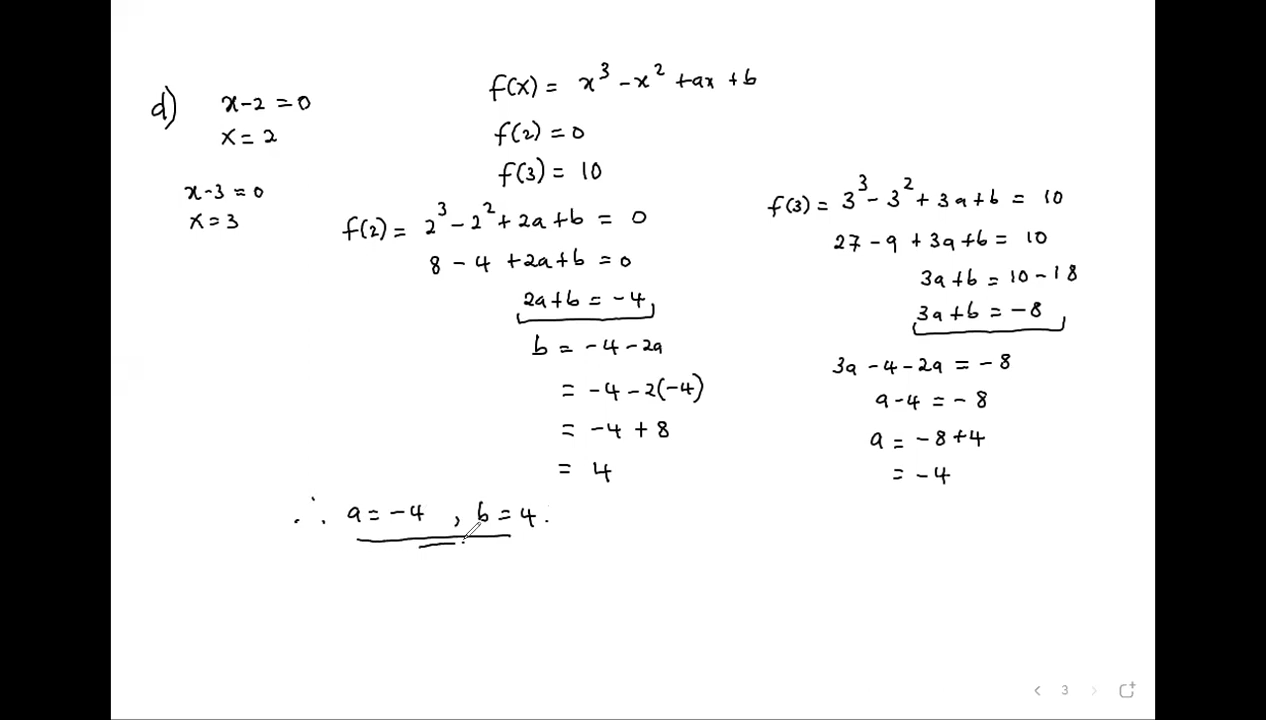 d)
x-2 = 0
x = 2
x-3 = 0
x = 3
f(x) = x³ - x² + ax + b
f(2) = 0
f(3) = 10
f(2) = 2³ - 2² + 2a + b = 0
8 - 4 + 2a + b = 0
2a + b = -4
b = -4 - 2a
= -4 - 2(-4)
= -4 + 8
= 4
f(3) = 3³ - 3² + 3a + b = 10
27 - 9 + 3a + b = 10
3a + b = 10 - 18
3a + b = -8
3a - 4 - 2a = -8
a - 4 = -8
a = -8 + 4
= -4
∴ a = -4 , b = 4.
3